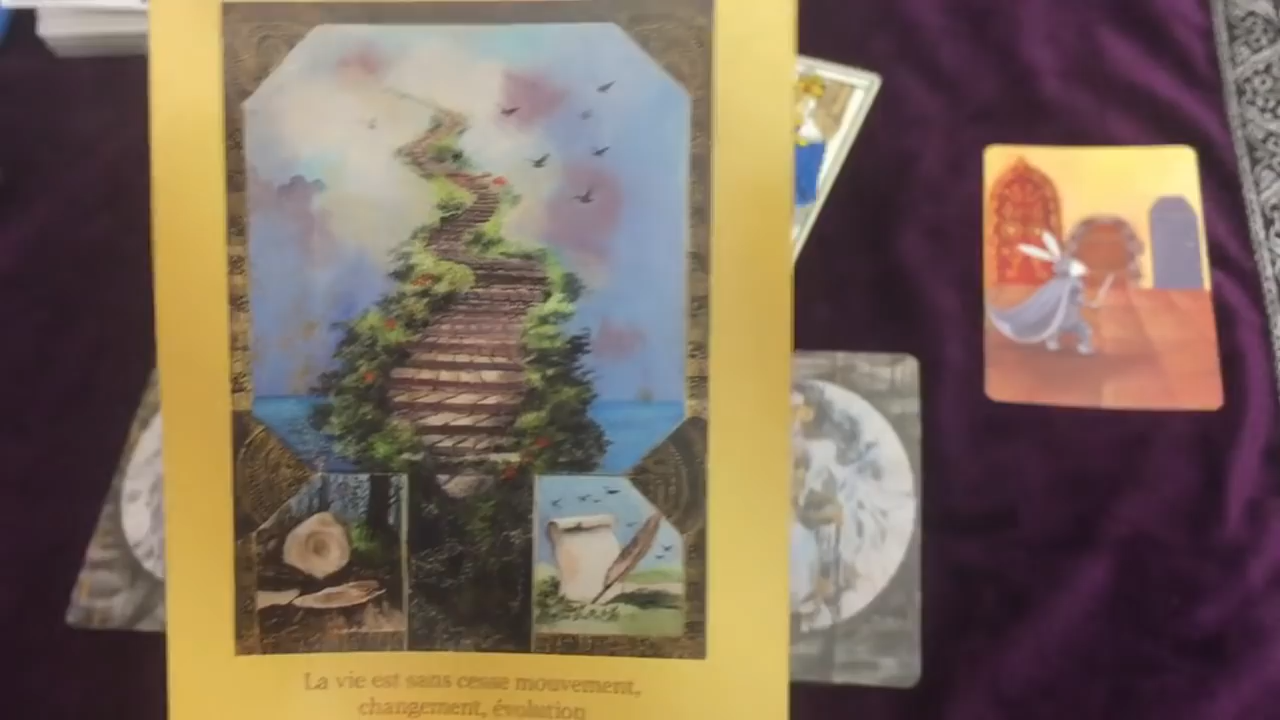 La vie est sans cesse mouvement,
changement, évolution